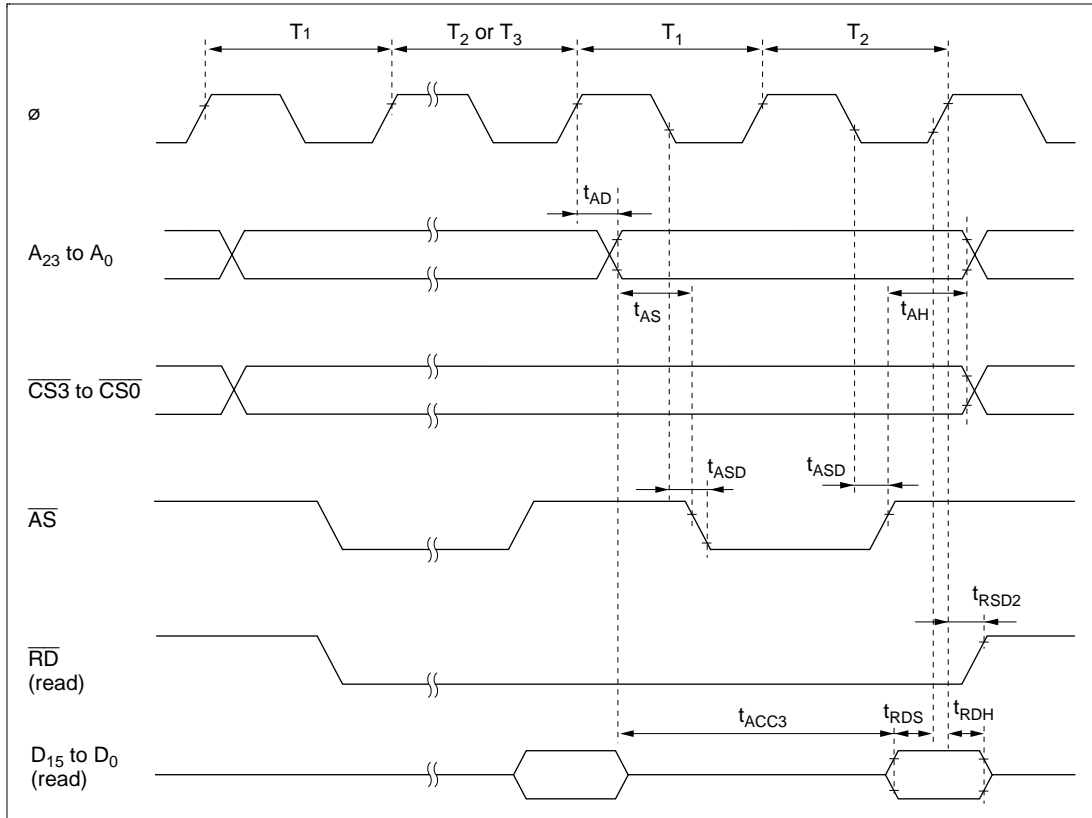 T1 T2 or T3 T1 T2
ø
tAD
A23 to A0
tAS tAH
CS3 to CS0
tASD tASD
AS
tRSD2
RD
(read)
tACC3 tRDS tRDH
D15 to D0
(read)